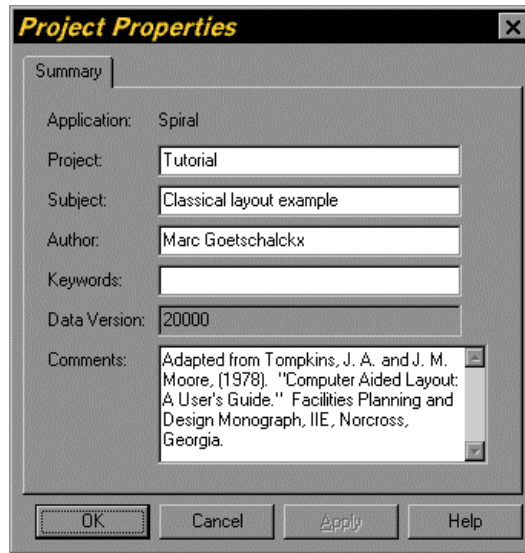 Project Properties
Summary
Application: Spiral
Project: Tutorial
Subject: Classical layout example
Author: Marc Goetschalckx
Keywords:
Data Version: 20000
Comments: Adapted from Tompkins, J. A. and J. M.
Moore, (1978). "Computer Aided Layout:
A User's Guide." Facilities Planning and
Design Monograph, IIE, Norcross,
Georgia.
OK Cancel Apply Help